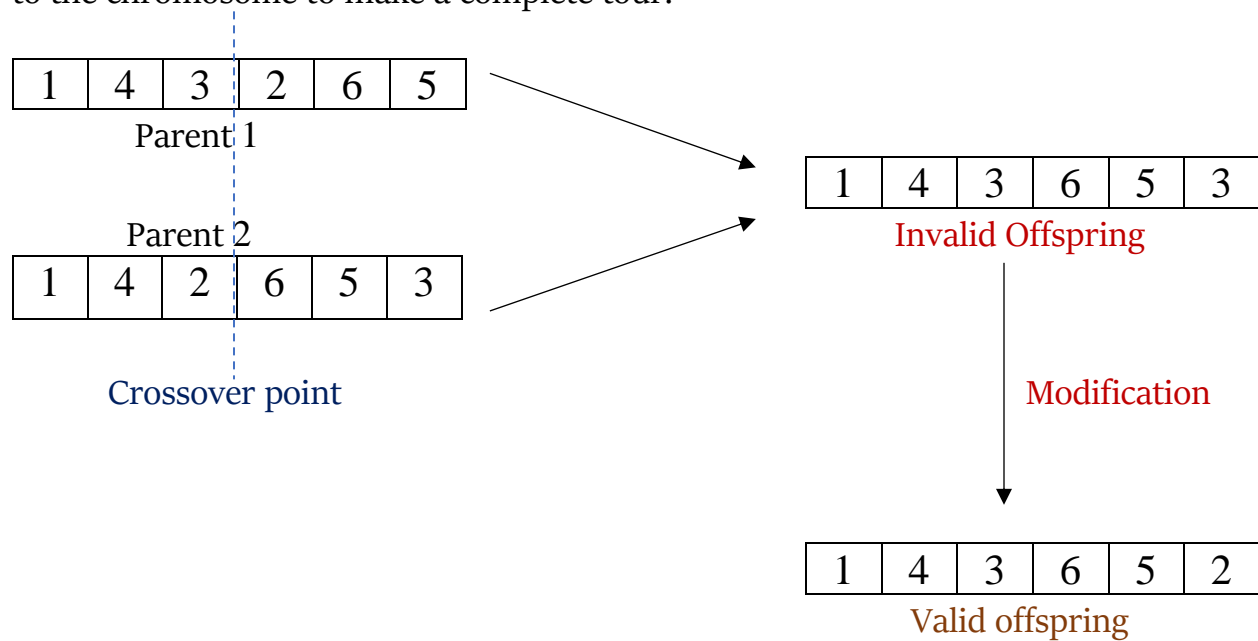 to the chromosome to make a complete tour.
1 4 3 2 6 5
Parent 1
Parent 2
1 4 2 6 5 3
Crossover point
1 4 3 6 5 3
Invalid Offspring
Modification
1 4 3 6 5 2
Valid offspring